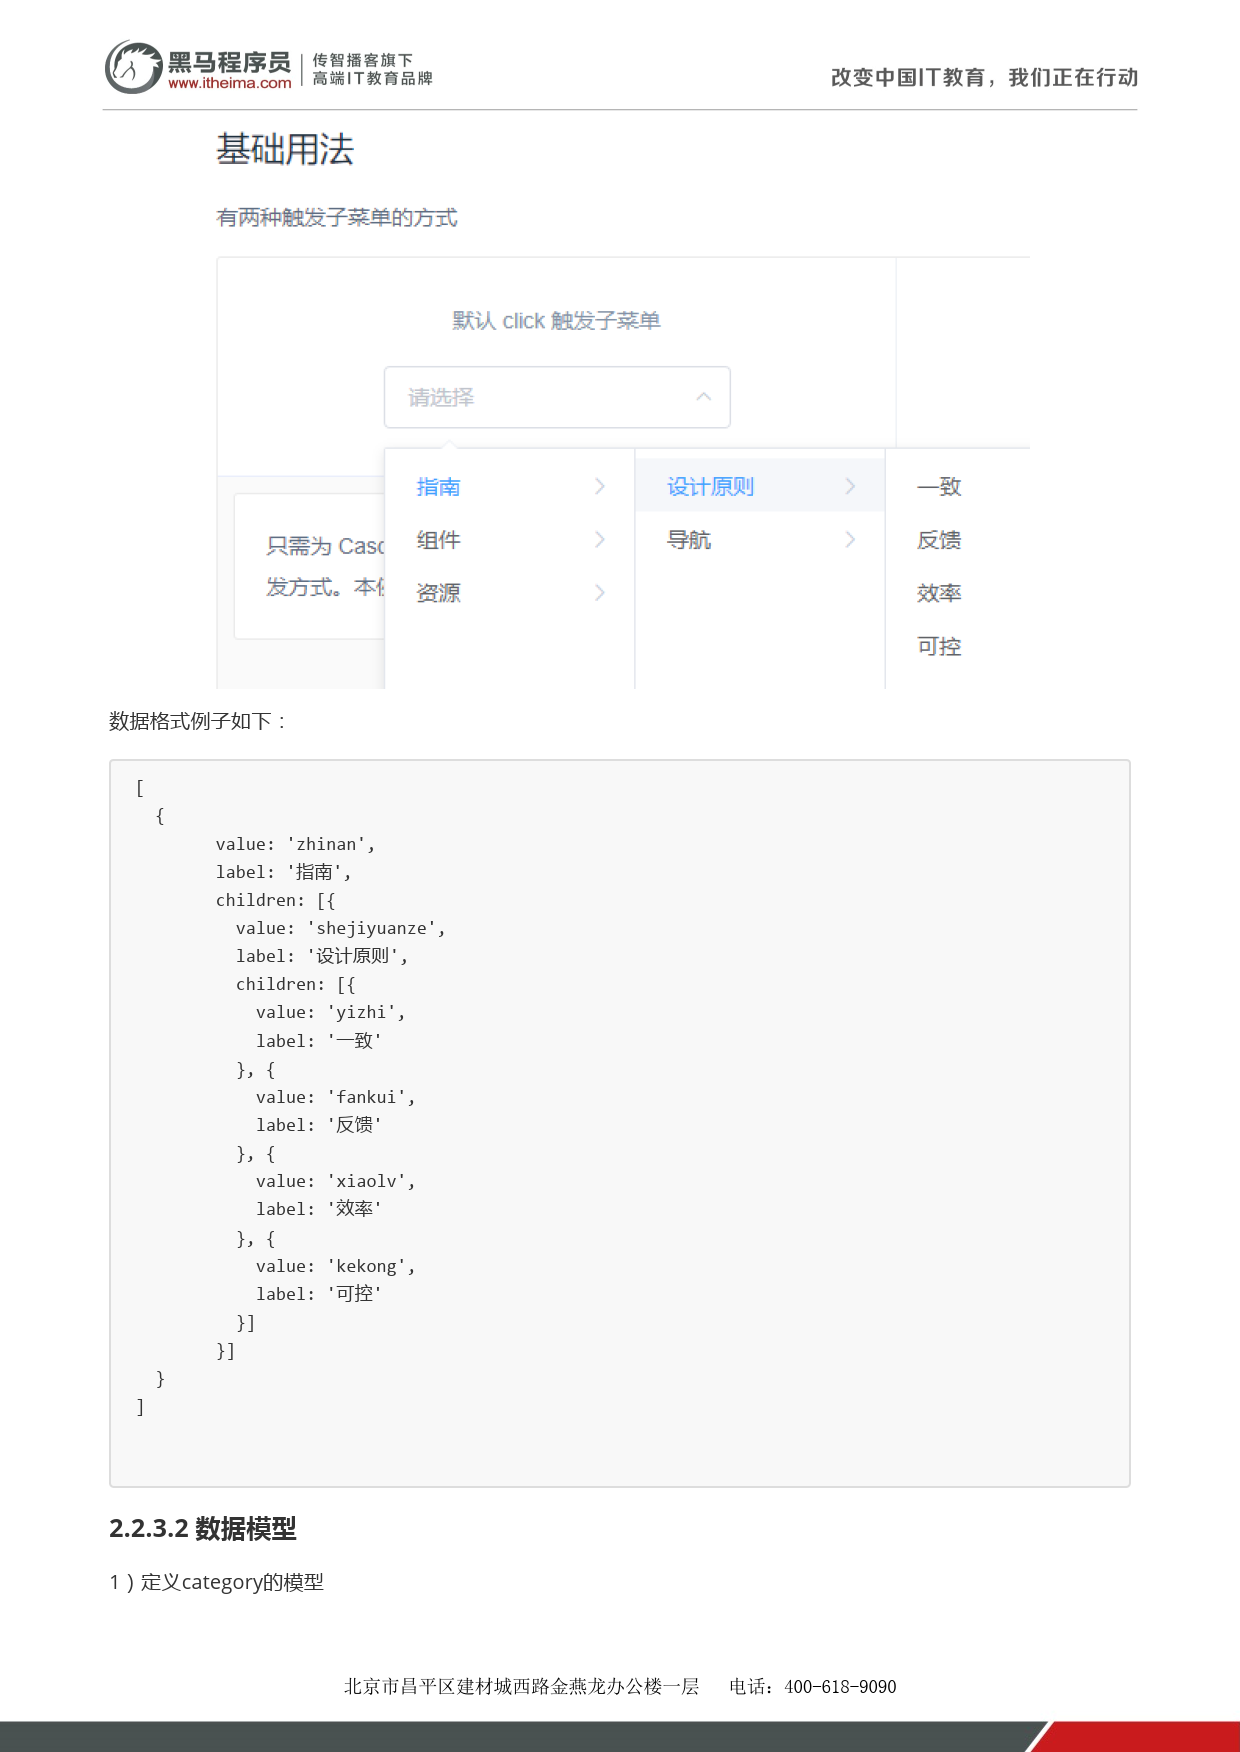 黑马程序员
www.itheima.com
传智播客旗下
高端IT教育品牌
改变中国IT教育，我们正在行动
基础用法
有两种触发子菜单的方式
默认 click 触发子菜单
请选择
指南
设计原则
一致
只需为 Casc
组件
导航
反馈
发方式。本
资源
效率
可控
数据格式例子如下：
[
  {
        value: 'zhinan',
        label: '指南',
        children: [{
          value: 'shejiyuanze',
          label: '设计原则',
          children: [{
            value: 'yizhi',
            label: '一致'
          }, {
            value: 'fankui',
            label: '反馈'
          }, {
            value: 'xiaolv',
            label: '效率'
          }, {
            value: 'kekong',
            label: '可控'
          }]
        }]
  }
]
2.2.3.2 数据模型
1）定义category的模型
北京市昌平区建材城西路金燕龙办公楼一层 电话：400-618-9090